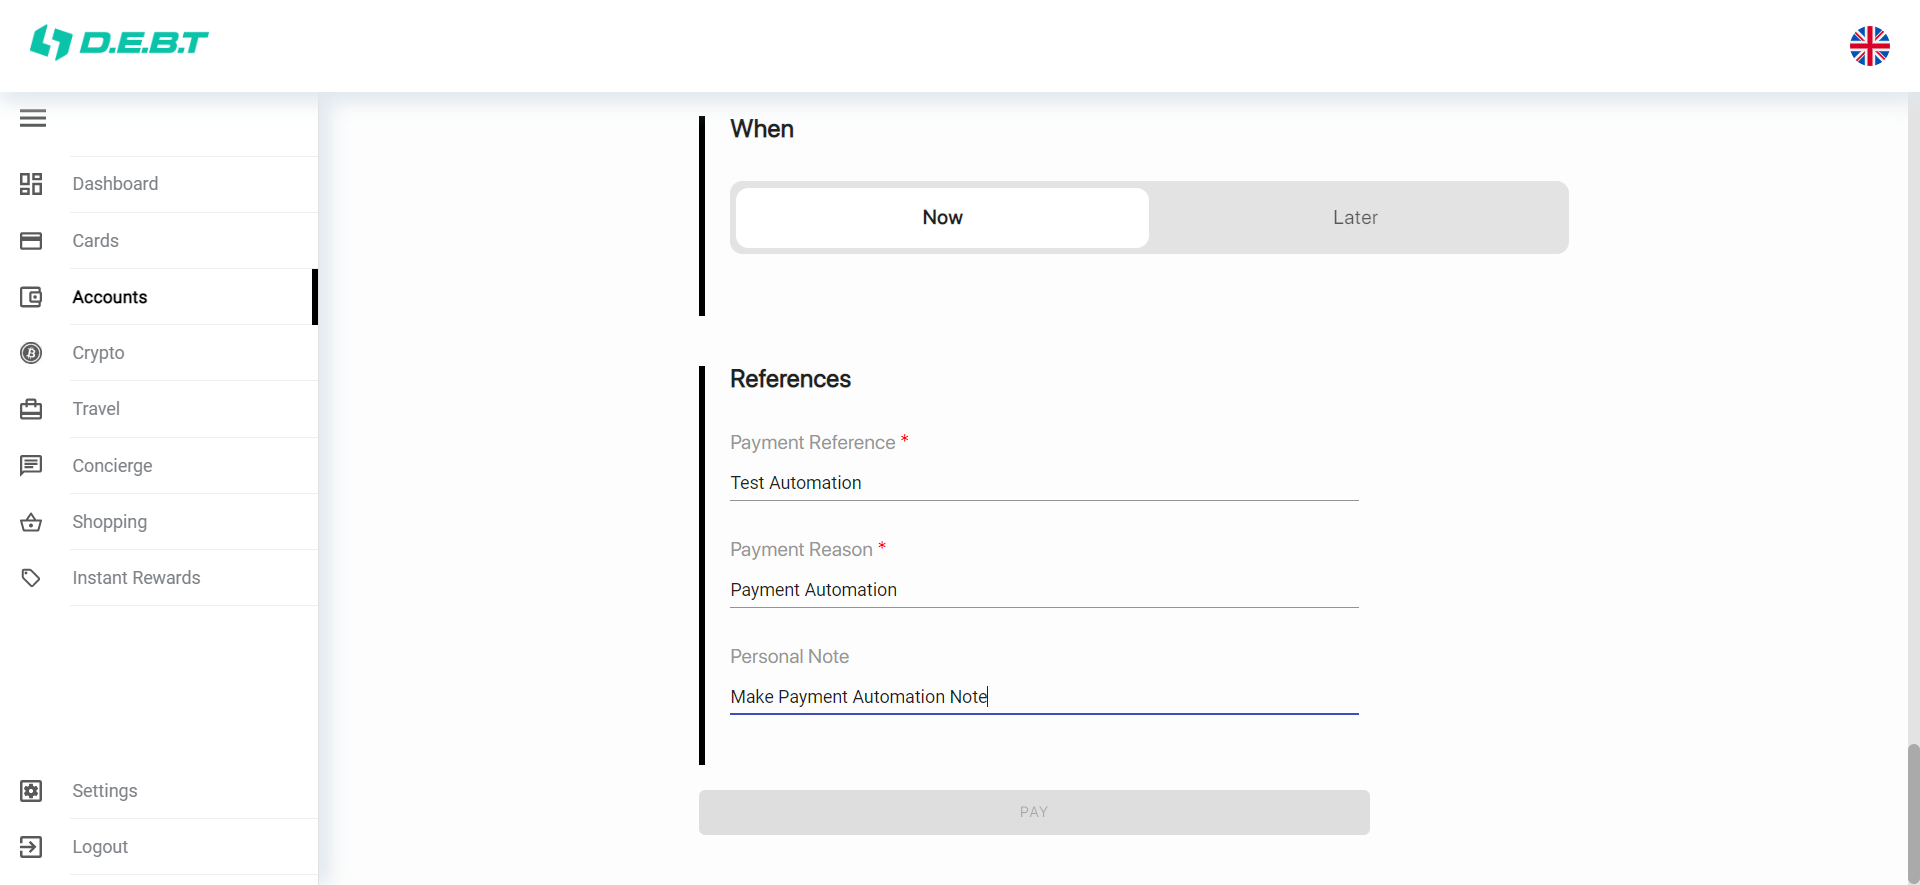 D.E.B.T
Dashboard
Cards
Accounts
Crypto
Travel
Concierge
Shopping
Instant Rewards
Settings
Logout
When
Now
Later
References
Payment Reference *
Test Automation
Payment Reason *
Payment Automation
Personal Note
Make Payment Automation Note
PAY